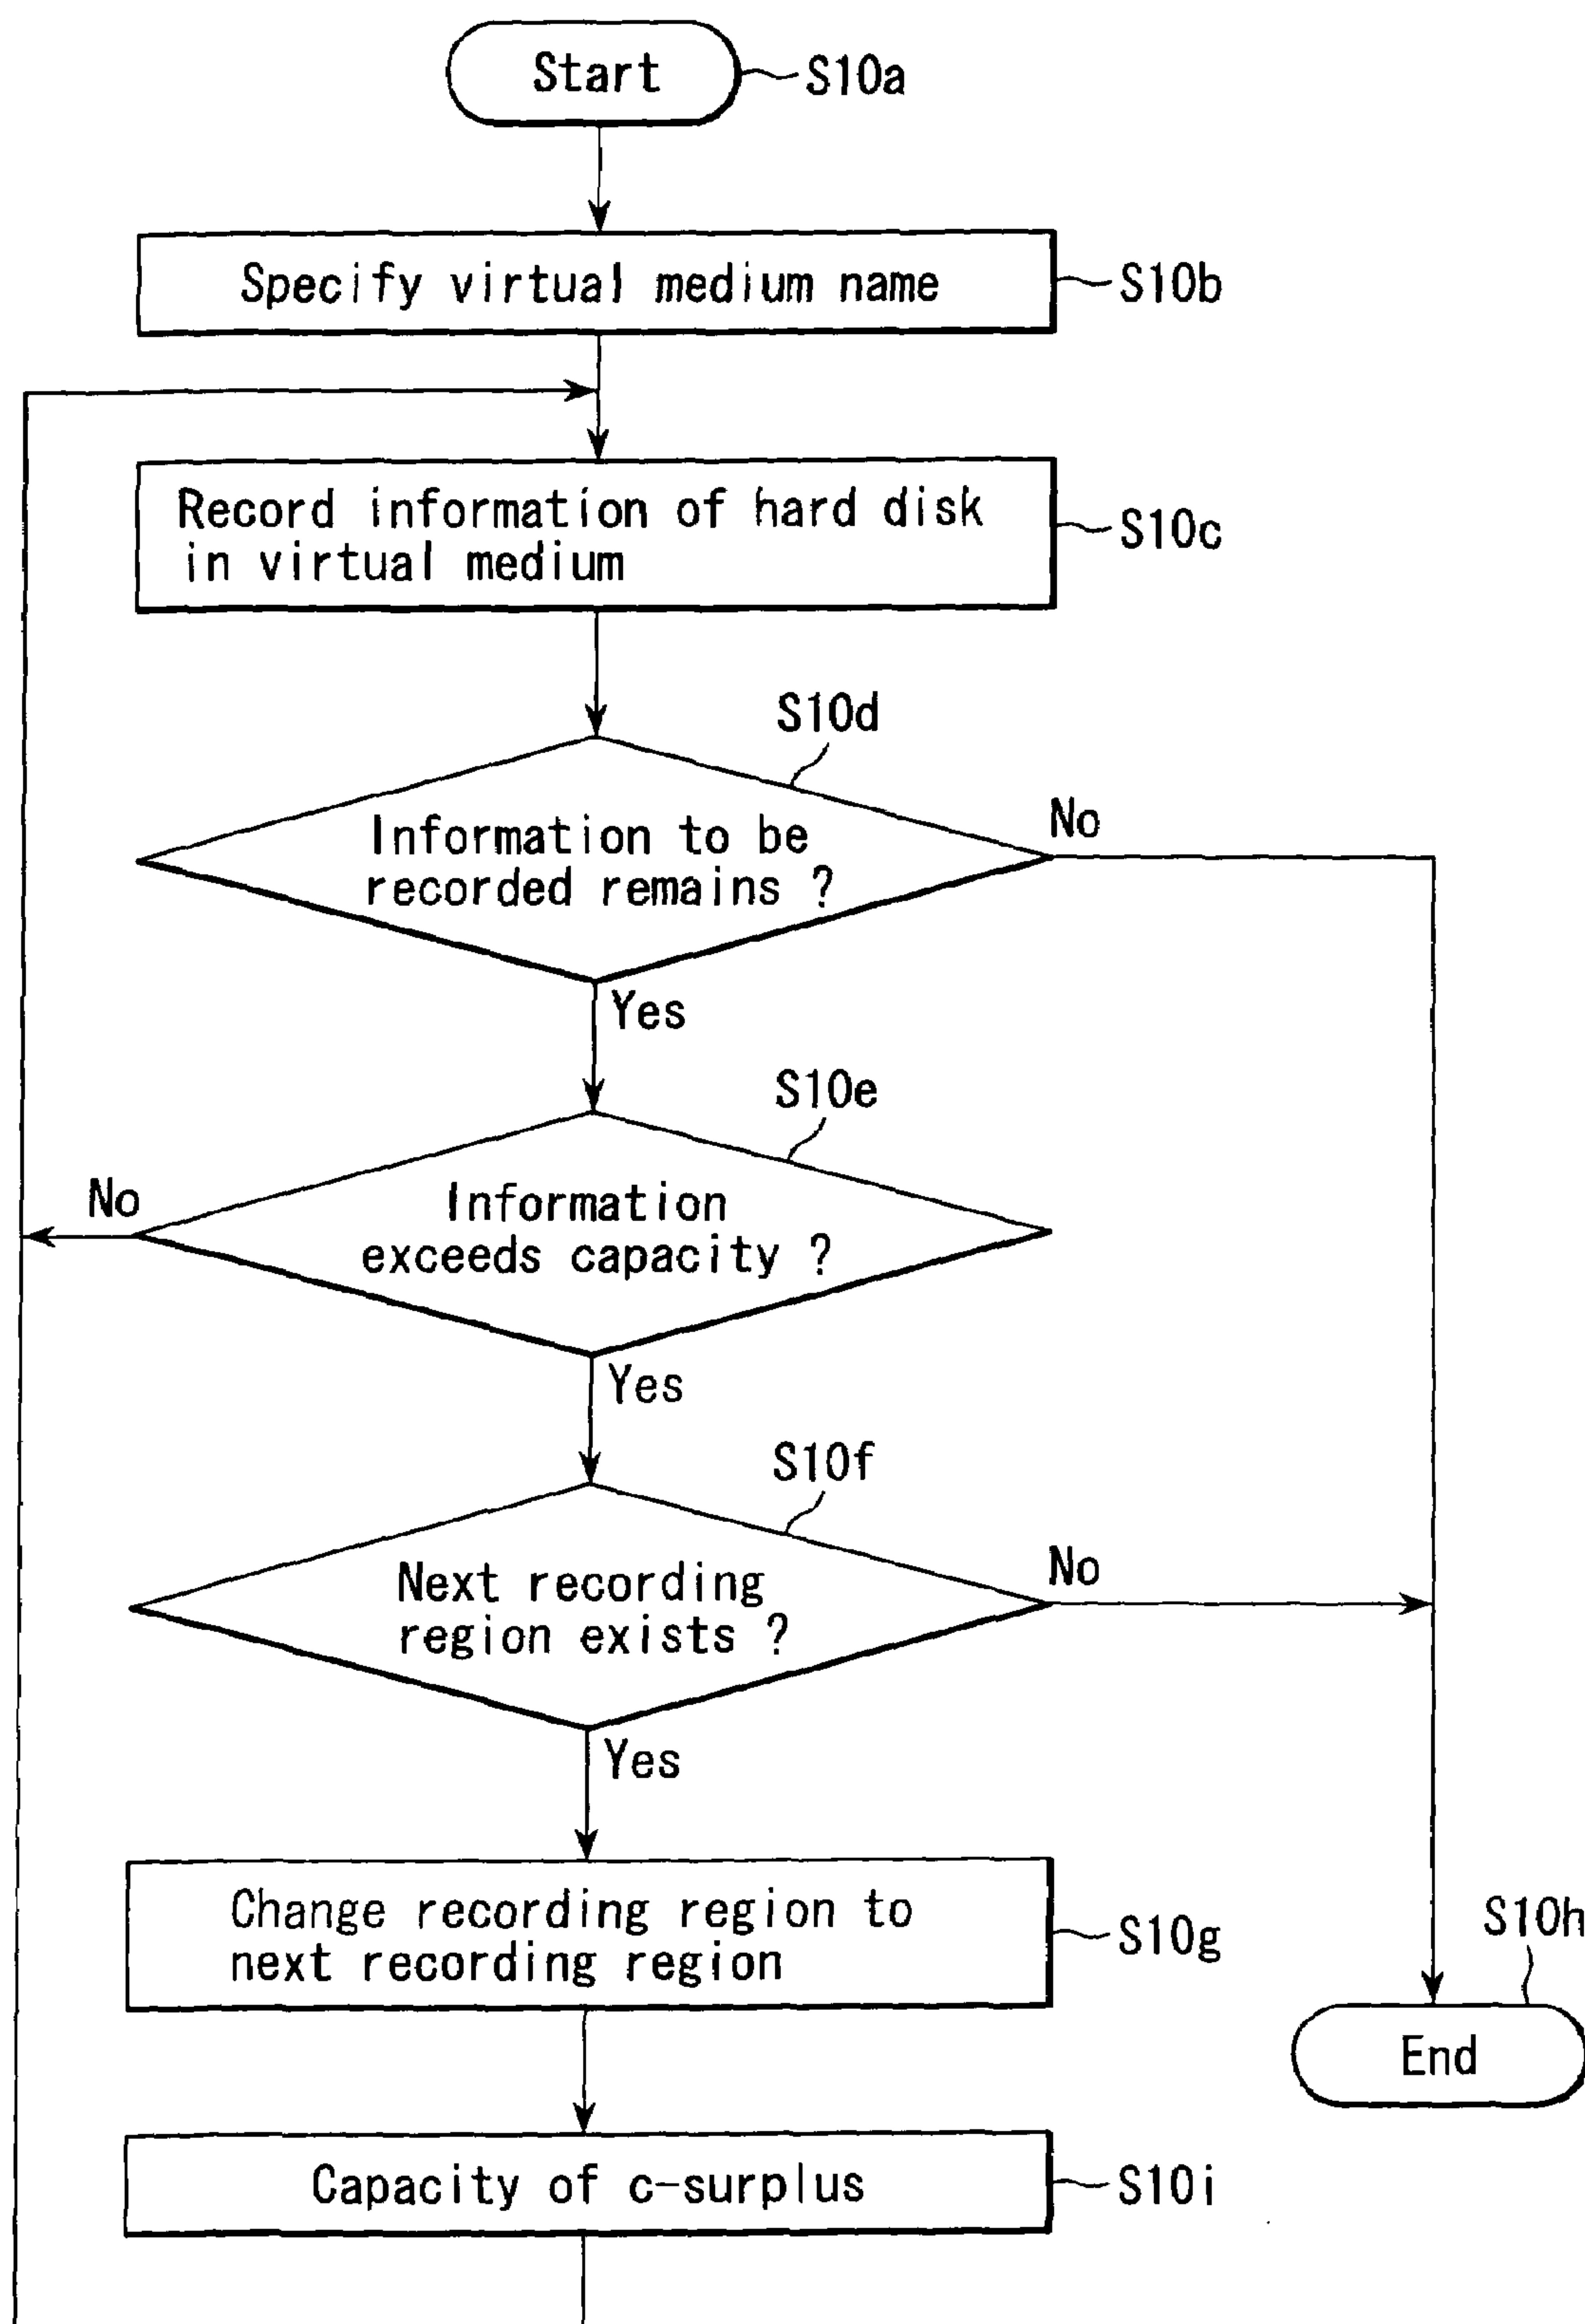 Start
S10a
Specify virtual medium name
S10b
Record information of hard disk
in virtual medium
S10c
S10d
Information to be
recorded remains ?
No
Yes
S10e
Information
exceeds capacity ?
No
Yes
S10f
Next recording
region exists ?
No
Yes
Change recording region to
next recording region
S10g
S10h
End
Capacity of c-surplus
S10i